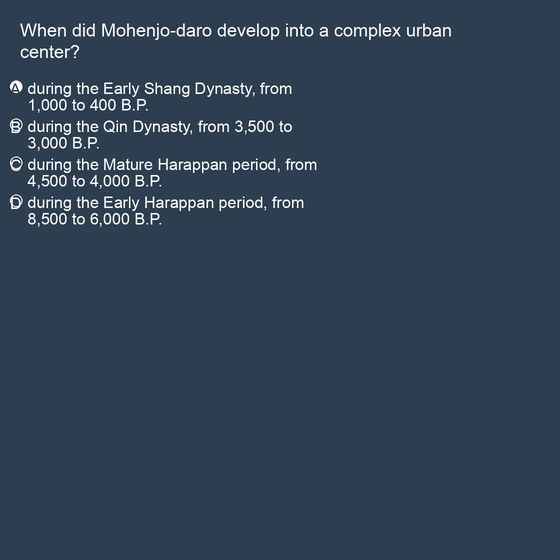 When did Mohenjo-daro develop into a complex urban
center?
A during the Early Shang Dynasty, from
1,000 to 400 B.P.
B during the Qin Dynasty, from 3,500 to
3,000 B.P.
C during the Mature Harappan period, from
4,500 to 4,000 B.P.
D during the Early Harappan period, from
8,500 to 6,000 B.P.